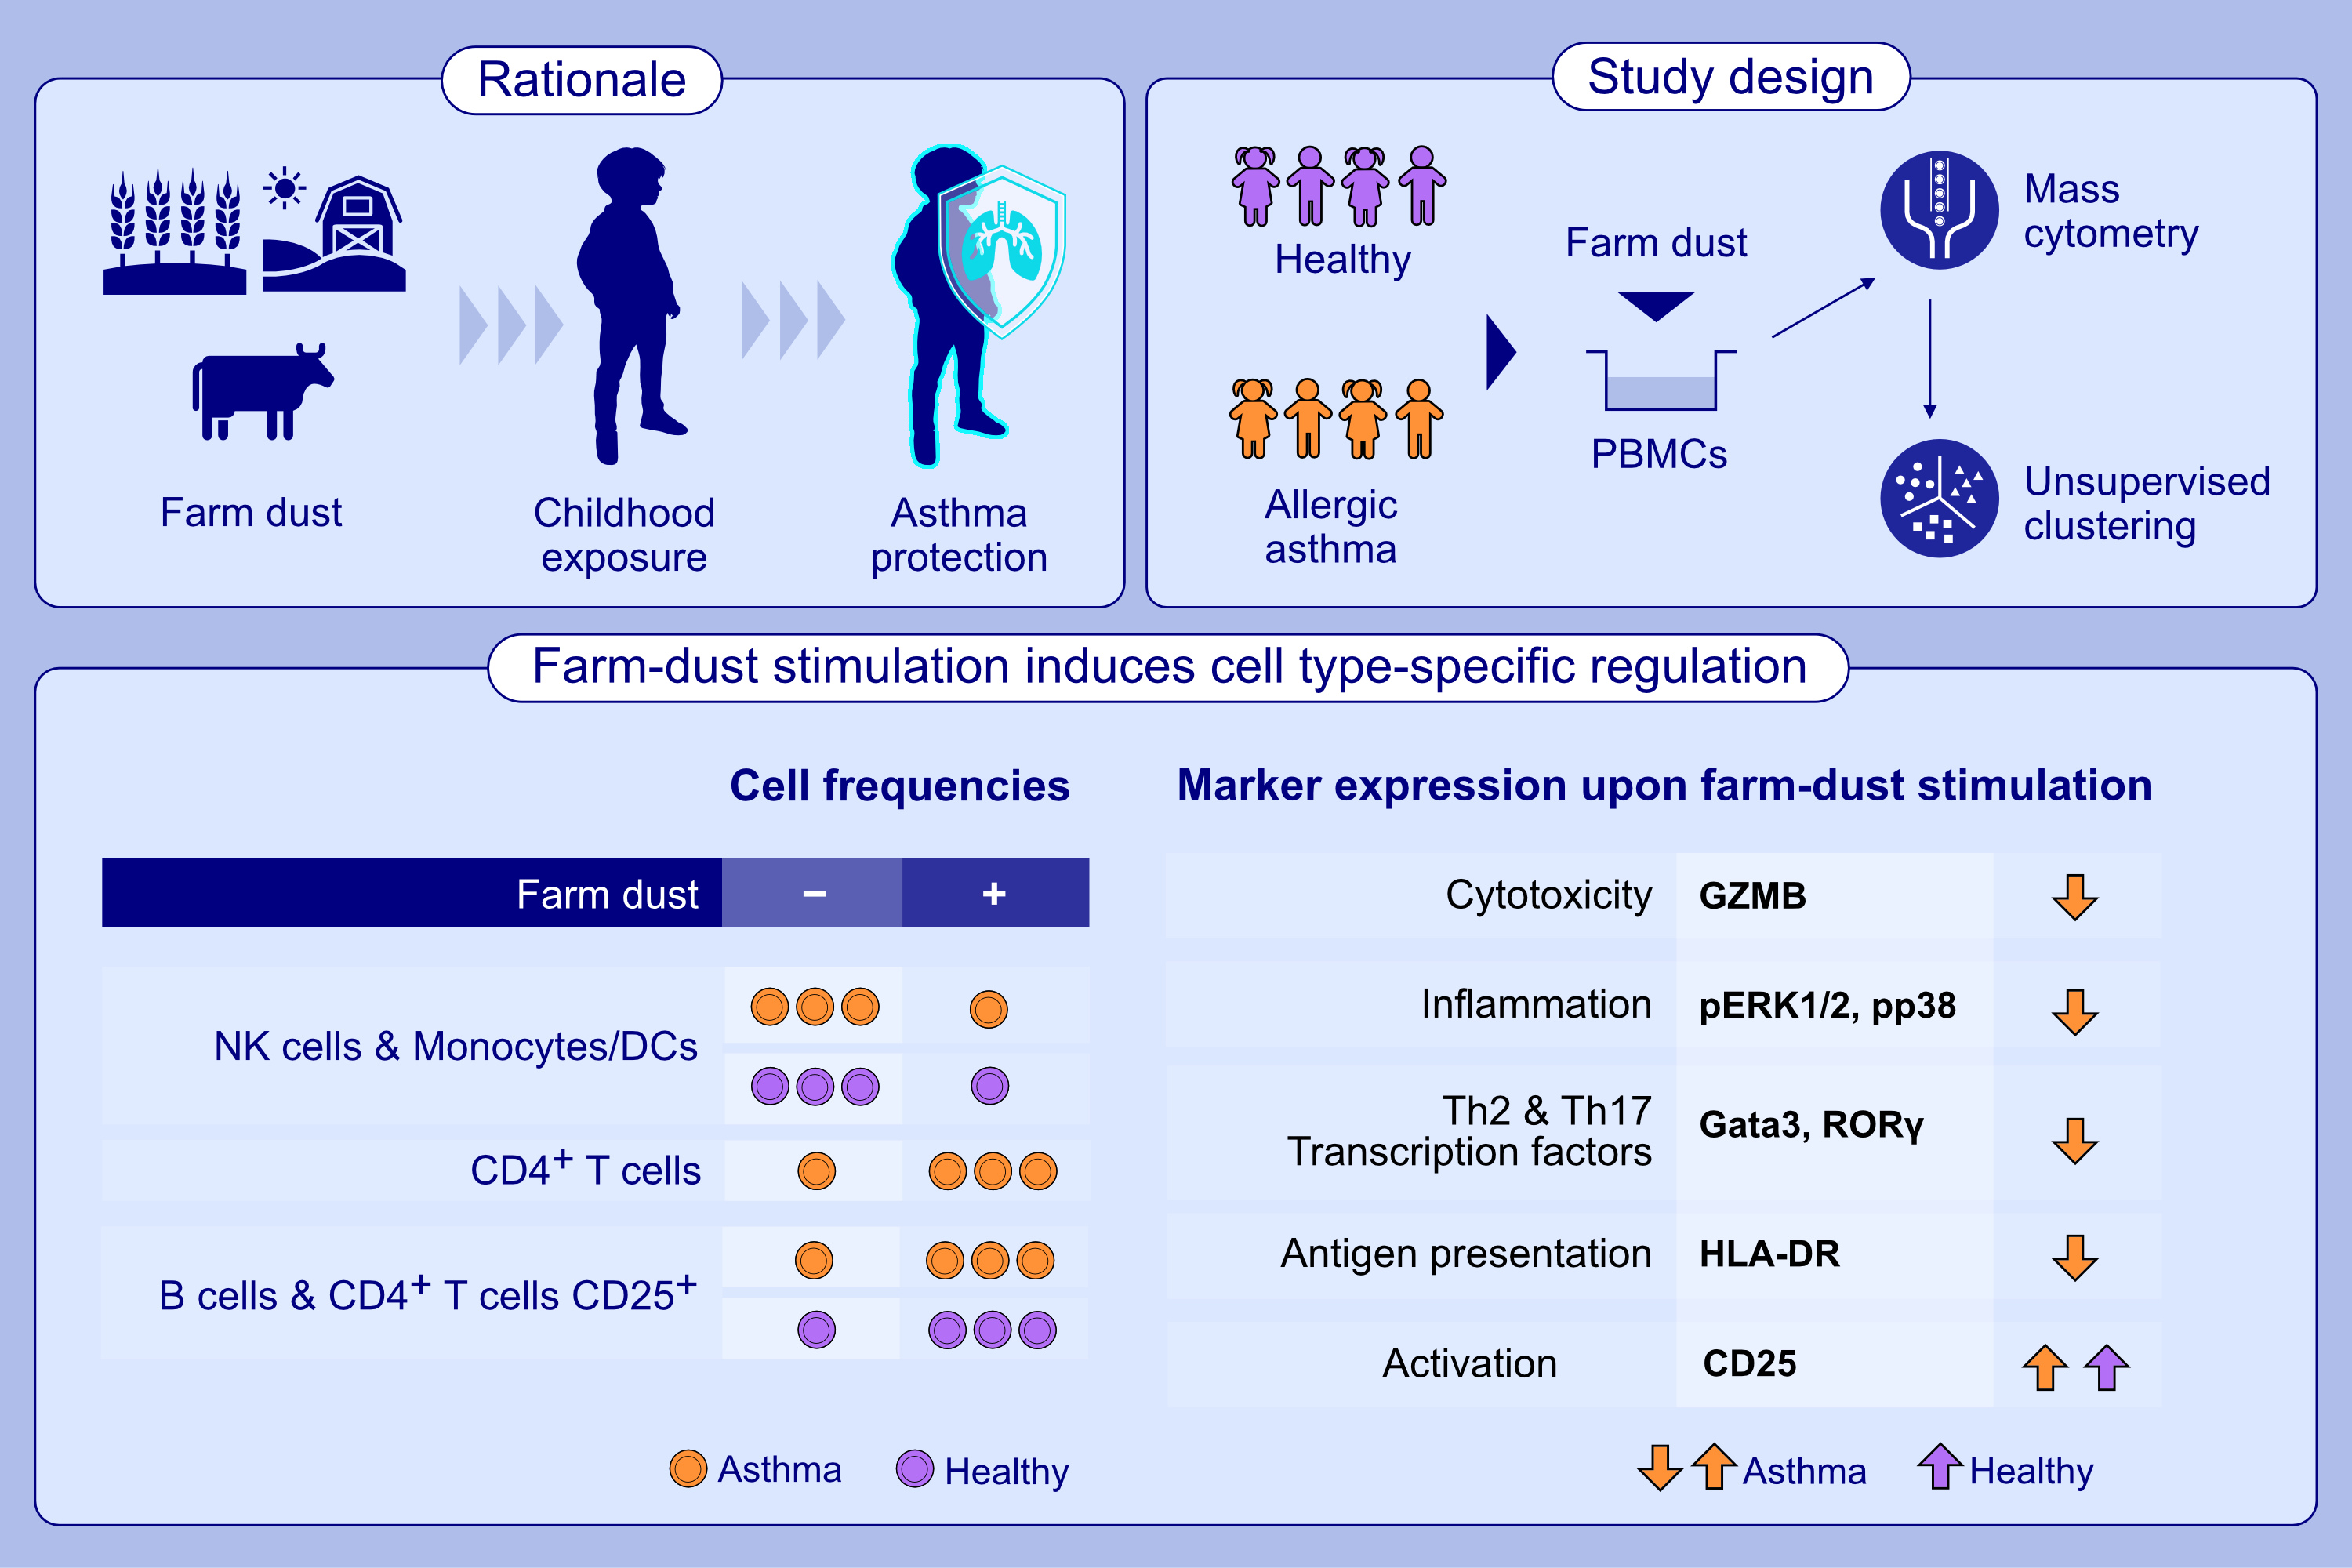 Rationale
Farm dust
Childhood
exposure
Asthma
protection
Study design
Healthy
Allergic
asthma
Farm dust
PBMCs
Mass
cytometry
Unsupervised
clustering
Farm-dust stimulation induces cell type-specific regulation
Cell frequencies
Farm dust − +
NK cells & Monocytes/DCs
CD4⁺ T cells
B cells & CD4⁺ T cells CD25⁺
Asthma Healthy
Marker expression upon farm-dust stimulation
Cytotoxicity GZMB
Inflammation pERK1/2, pp38
Th2 & Th17
Transcription factors Gata3, RORγ
Antigen presentation HLA-DR
Activation CD25
Asthma Healthy